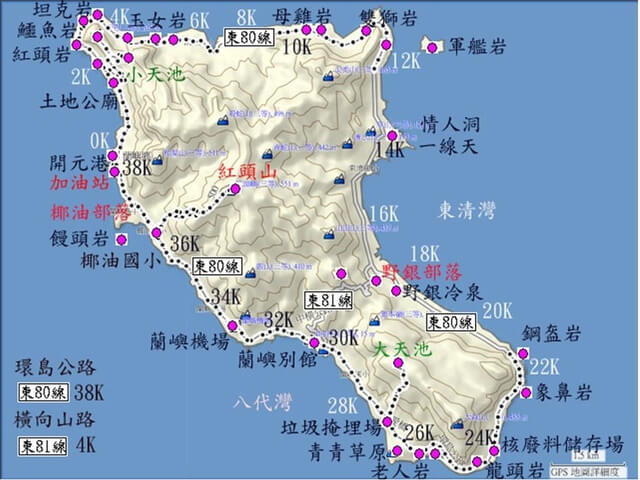 坦克岩
4K
玉女岩
6K
8K
母雞岩
雙獅岩
鱷魚岩
東80線
10K
軍艦岩
紅頭岩
12K
2K
小天池
土地公廟
情人洞
一線天
0K
14K
開元港
38K
加油站
紅頭山
椰油部落
16K
東清灣
饅頭岩
36K
椰油國小
18K
東80線
野銀部落
34K
東81線
野銀冷泉
20K
32K
東80線
蘭嶼機場
30K
鋼盔岩
蘭嶼別館
大天池
22K
環島公路
東80線 38K
象鼻岩
橫向山路
八代灣
28K
東81線 4K
垃圾掩埋場
26K
24K
核廢料儲存場
青青草原
老人岩
龍頭岩
1.5 km
GPS 地圖詳細度